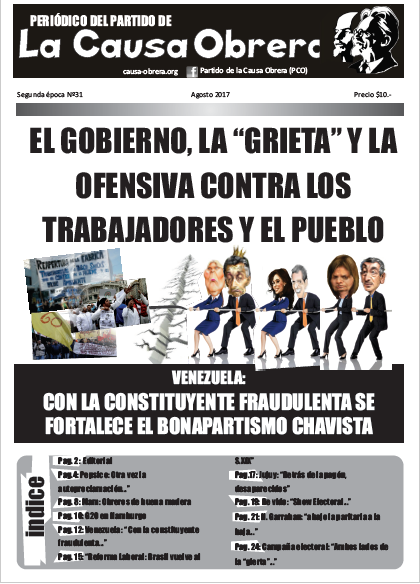 PERIÓDICO DEL PARTIDO DE
La Causa Obrera
causa-obrera.org
Partido de la Causa Obrera (PCO)
Segunda época Nº31
Agosto 2017
Precio $10.-
EL GOBIERNO, LA “GRIETA” Y LA
OFENSIVA CONTRA LOS
TRABAJADORES Y EL PUEBLO
VENEZUELA:
CON LA CONSTITUYENTE FRAUDULENTA SE
FORTALECE EL BONAPARTISMO CHAVISTA
índice
Pag. 2: Editorial
Pag.4: Pepsico: Otra vez la
autoproclamación..."
Pag. 8: Mam: Obreros de buena madera
Pag. 10: G20 en Hamburgo
Pag. 12: Venezuela: “Con la constituyente
fraudulenta..."
Pag. 15: “Reforma Laboral: Brasil vuelve al
S.XIX"
Pag.17: Jujuy: “Detrás de la pagón,
desaparecidos"
Pag. 19: De vida: “Show Electoral..."
Pag. 21: H. Garrahan: “abajo la paritaria a la
baja..."
Pag. 24: Campaña electoral: “Ambos lados de
la “gierta"..."